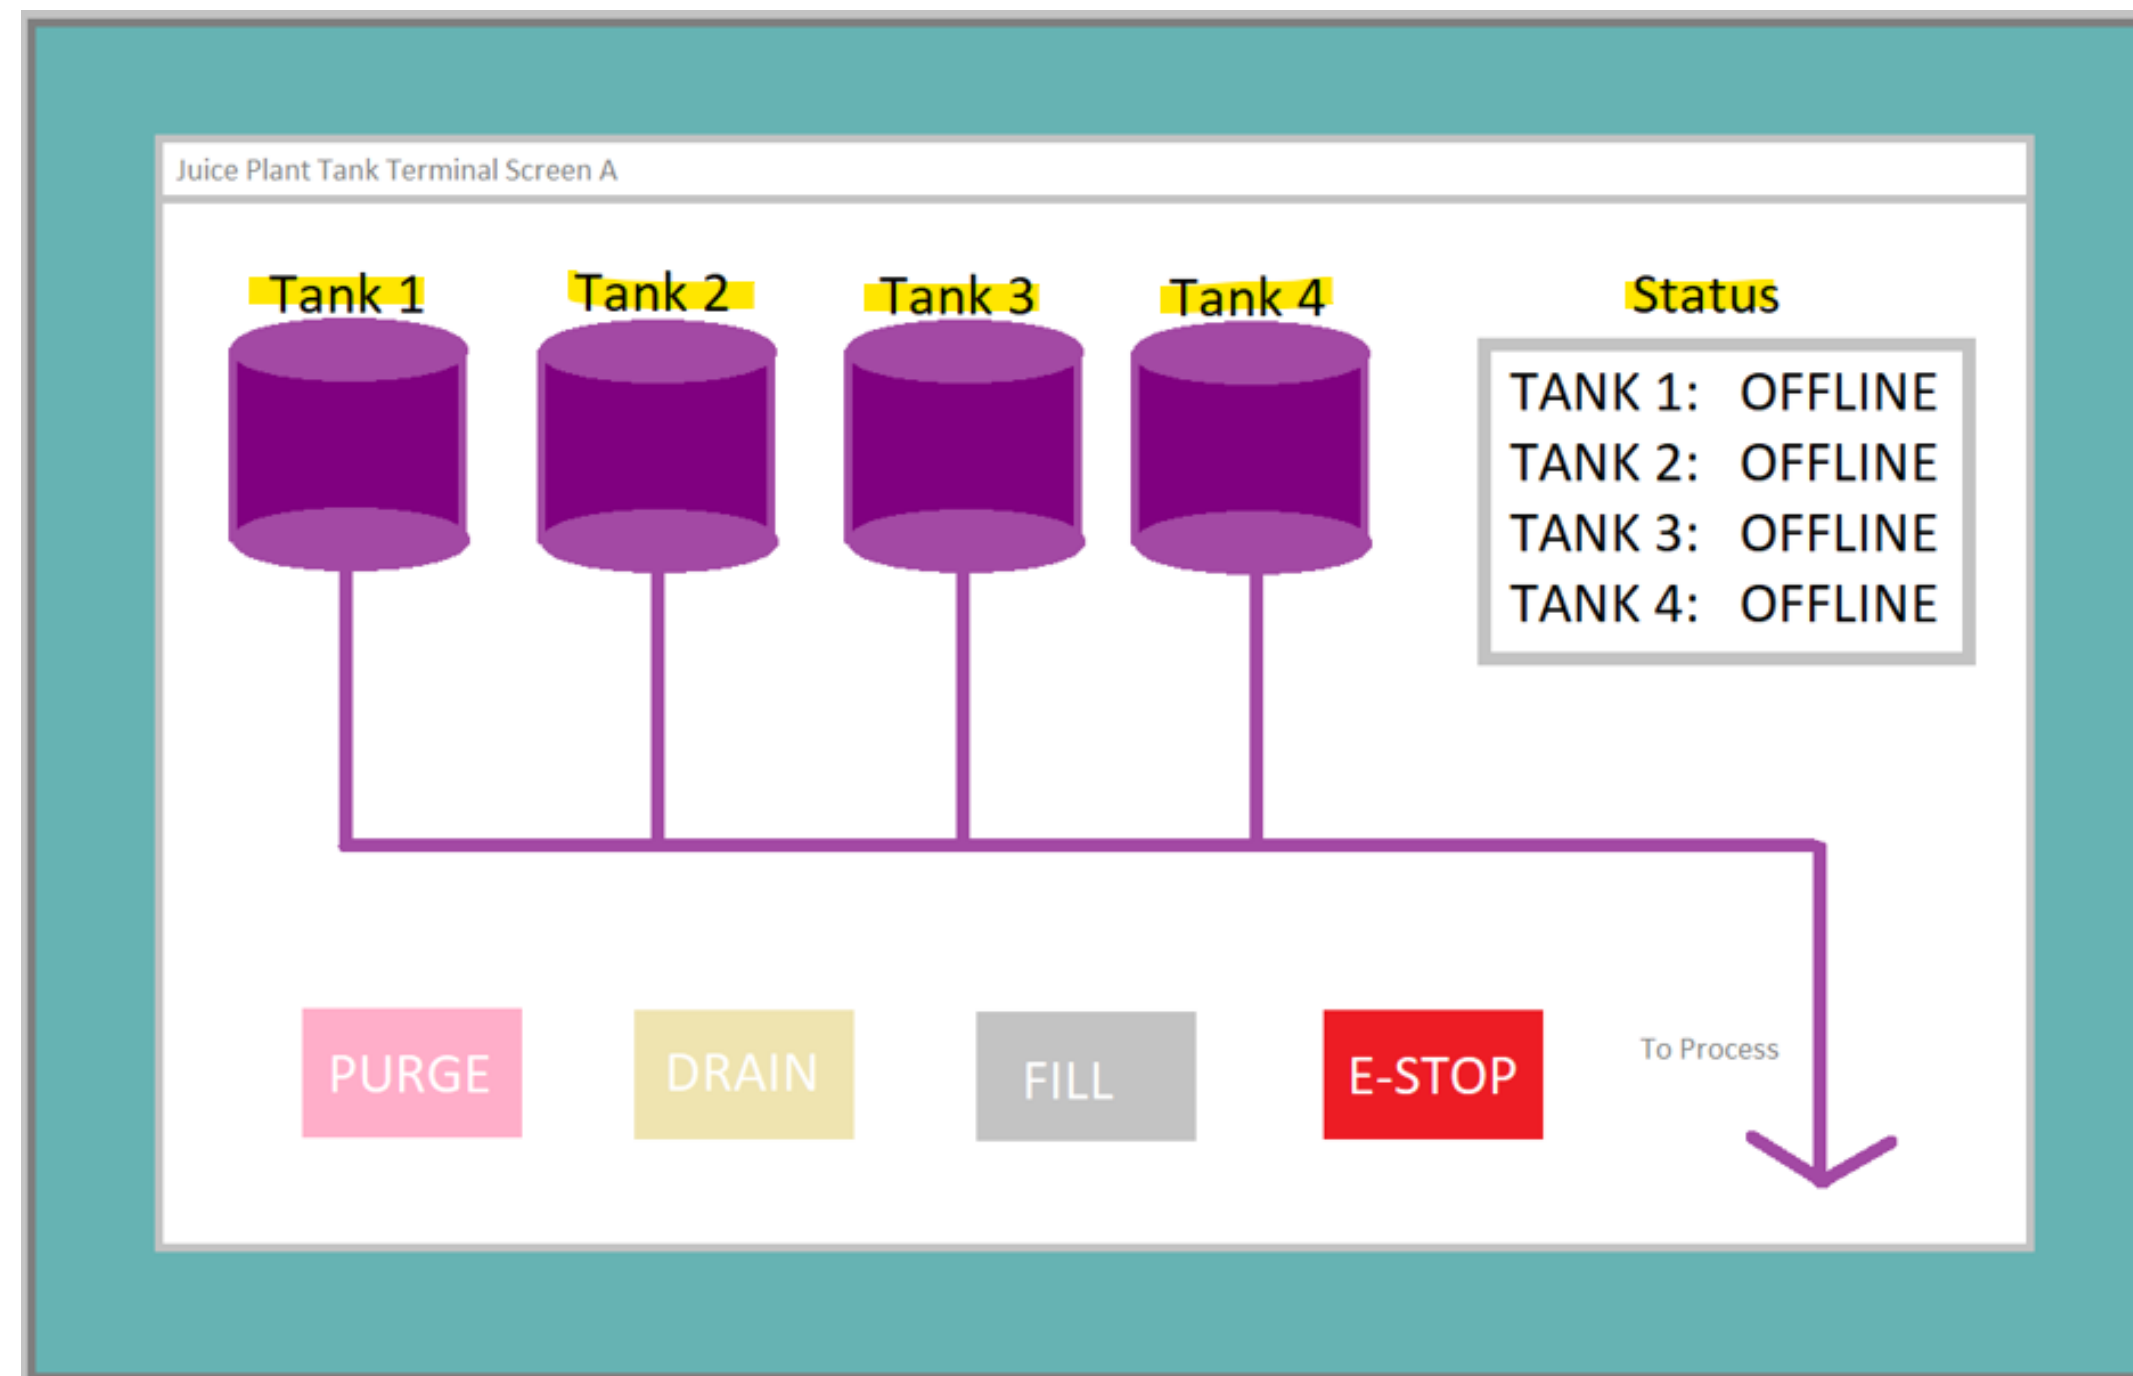 Juice Plant Tank Terminal Screen A
Tank 1 Tank 2 Tank 3 Tank 4 Status
TANK 1: OFFLINE
TANK 2: OFFLINE
TANK 3: OFFLINE
TANK 4: OFFLINE
PURGE DRAIN FILL E-STOP To Process